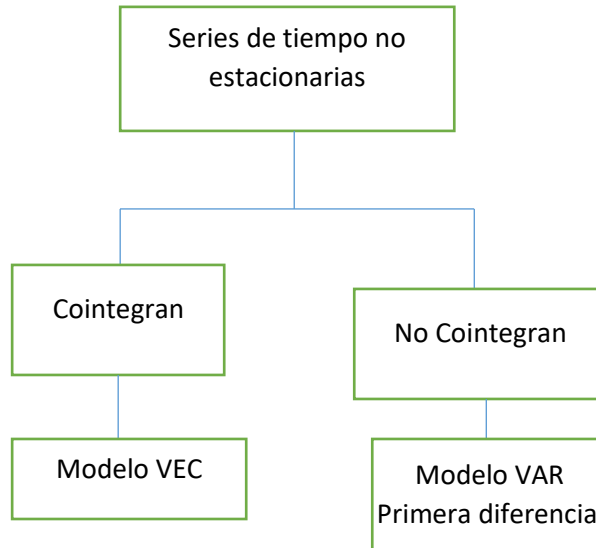 Series de tiempo no
estacionarias
Cointegran
No Cointegran
Modelo VEC
Modelo VAR
Primera diferencia